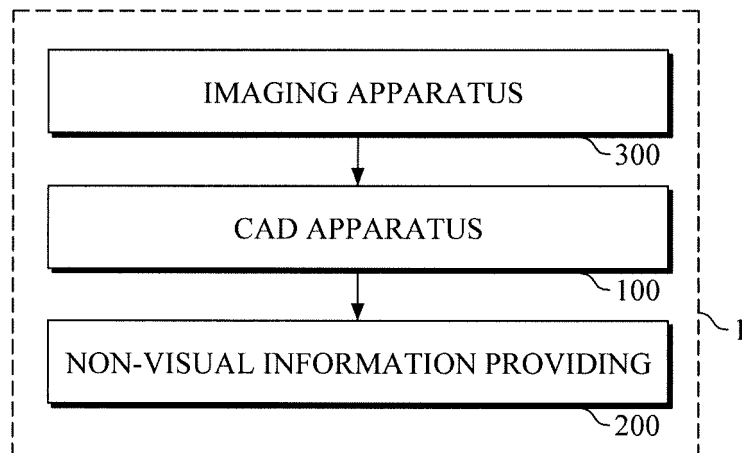 IMAGING APPARATUS
300
CAD APPARATUS
100
1
NON-VISUAL INFORMATION PROVIDING
200